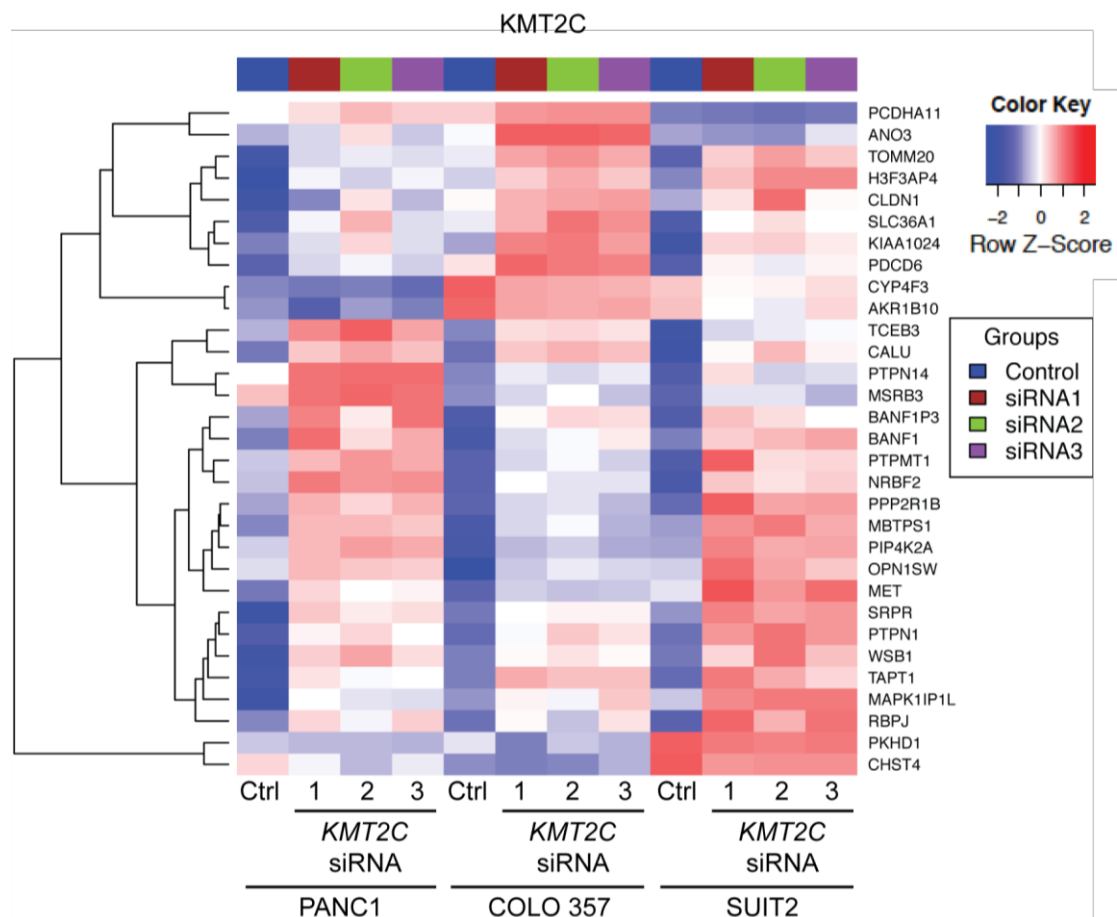 KMT2C
PCDHA11
ANO3
TOMM20
H3F3AP4
CLDN1
SLC36A1
KIAA1024
PDCD6
CYP4F3
AKR1B10
TCEB3
CALU
PTPN14
MSRB3
BANF1P3
BANF1
PTPMT1
NRBF2
PPP2R1B
MBTPS1
PIP4K2A
OPN1SW
MET
SRPR
PTPN1
WSB1
TAPT1
MAPK1IP1L
RBPJ
PKHD1
CHST4
Color Key
−2 0 2
Row Z−Score
Groups
Control
siRNA1
siRNA2
siRNA3
Ctrl 1 2 3 Ctrl 1 2 3 Ctrl 1 2 3
KMT2C KMT2C KMT2C
siRNA siRNA siRNA
PANC1 COLO 357 SUIT2